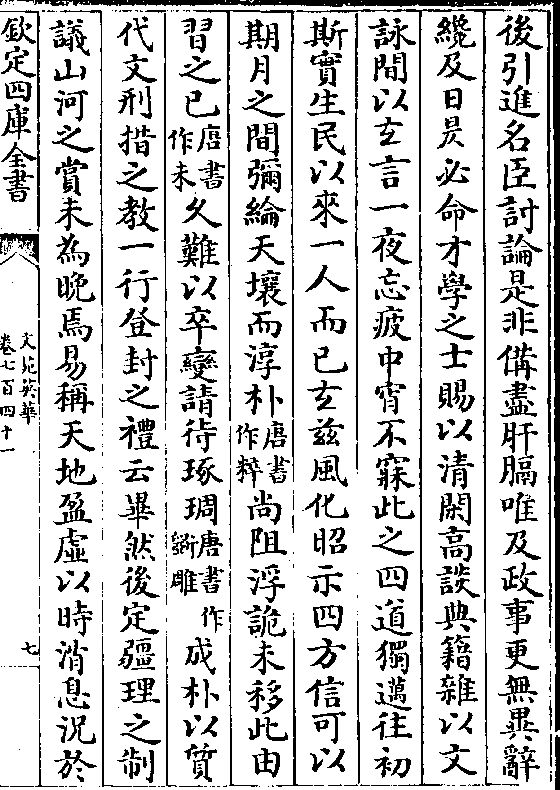 後引進名臣討論是非備盡肝膈唯及政事更無異辭
纔及日昃必命才學之士賜以清閑高談典籍雜以文
詠間以玄言一夜忘疲中宵不寐此之四道獨邁往初
斯實生民以來一人而已玄兹風化昭示四方信可以
期月之間彌綸天壤而淳朴唐書作粹尚阻浮詭未移此由
習之已唐書作未久難以卒變請待琢琱唐書作斲雕成朴以質
代文刑措之教一行登封之禮云畢然後定疆理之制
議山河之賞未為晚焉易稱天地盈虛以時消息況於
欽定四庫全書
文苑英華
卷七百四十一
七